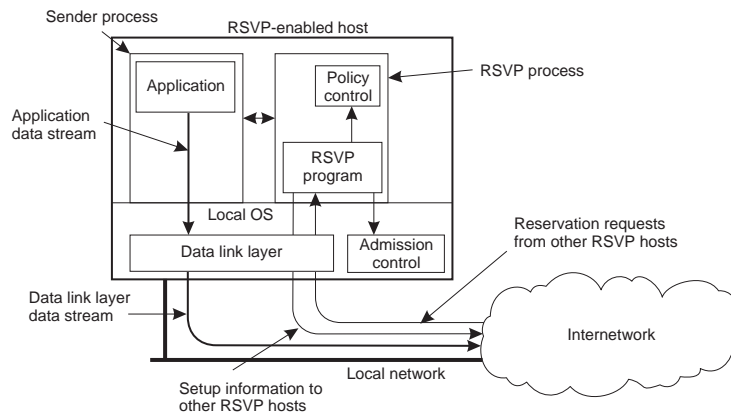 Sender process
RSVP-enabled host
Application
Policy
control
RSVP process
Application
data stream
RSVP
program
Local OS
Reservation requests
from other RSVP hosts
Data link layer
Admission
control
Data link layer
data stream
Internetwork
Local network
Setup information to
other RSVP hosts